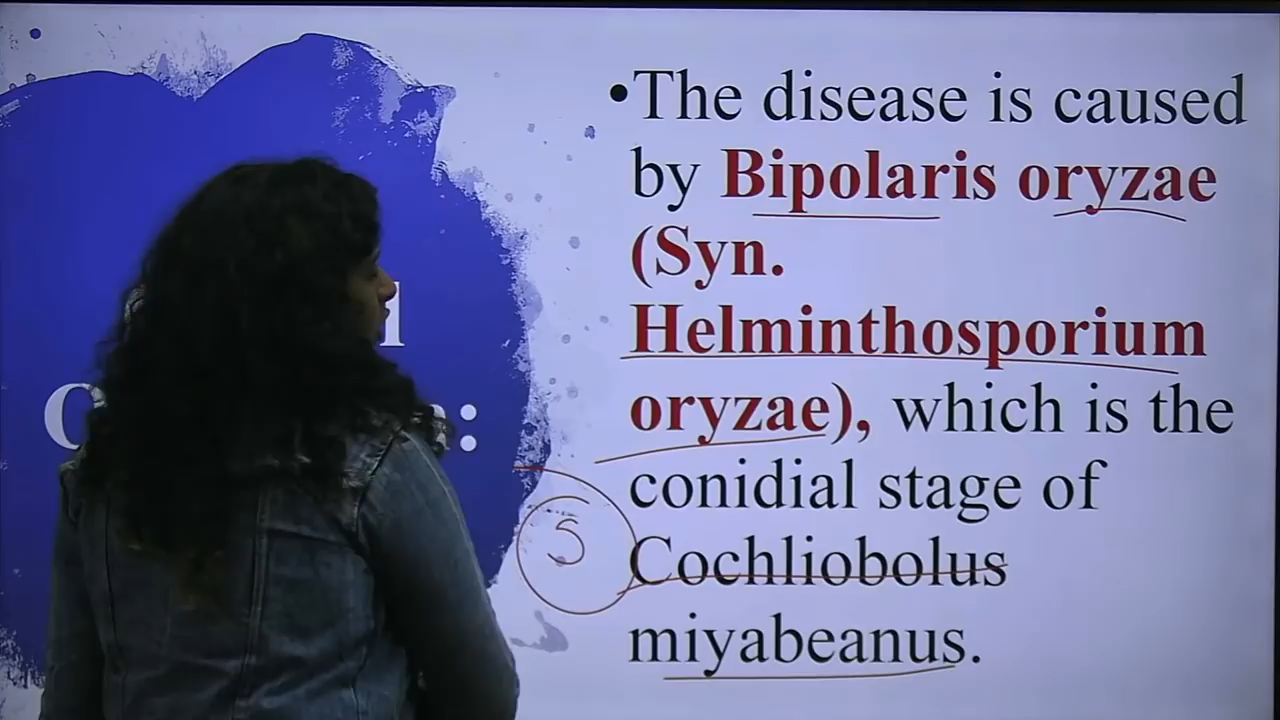 •The disease is caused
by Bipolaris oryzae
(Syn.
Helminthosporium
oryzae), which is the
conidial stage of
Cochliobolus
miyabeanus.
S